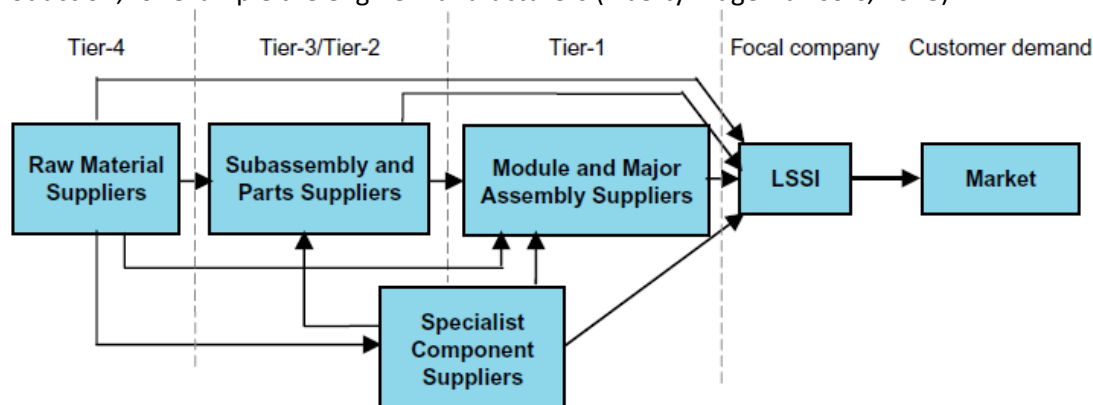 Tier-4 Tier-3/Tier-2 Tier-1 Focal company Customer demand
Raw Material
Suppliers
Subassembly and
Parts Suppliers
Module and Major
Assembly Suppliers
LSSI
Market
Specialist
Component
Suppliers